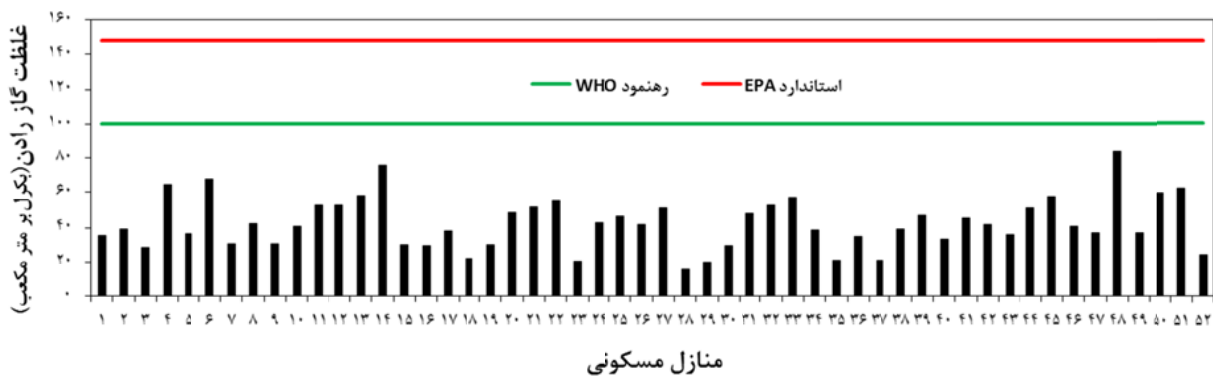 غلظت گاز رادن(بکرل بر متر مکعب)
۱۶۰
۱۴۰
۱۲۰
۱۰۰
۸۰
۶۰
۴۰
۲۰
۰
رهنمود WHO
استاندارد EPA
۱ ۲ ۳ ۴ ۵ ۶ ۷ ۸ ۹ ۱۰ ۱۱ ۱۲ ۱۳ ۱۴ ۱۵ ۱۶ ۱۷ ۱۸ ۱۹ ۲۰ ۲۱ ۲۲ ۲۳ ۲۴ ۲۵ ۲۶ ۲۷ ۲۸ ۲۹ ۳۰ ۳۱ ۳۲ ۳۳ ۳۴ ۳۵ ۳۶ ۳۷ ۳۸ ۳۹ ۴۰ ۴۱ ۴۲ ۴۳ ۴۴ ۴۵ ۴۶ ۴۷ ۴۸ ۴۹ ۵۰ ۵۱ ۵۲
منازل مسکونی